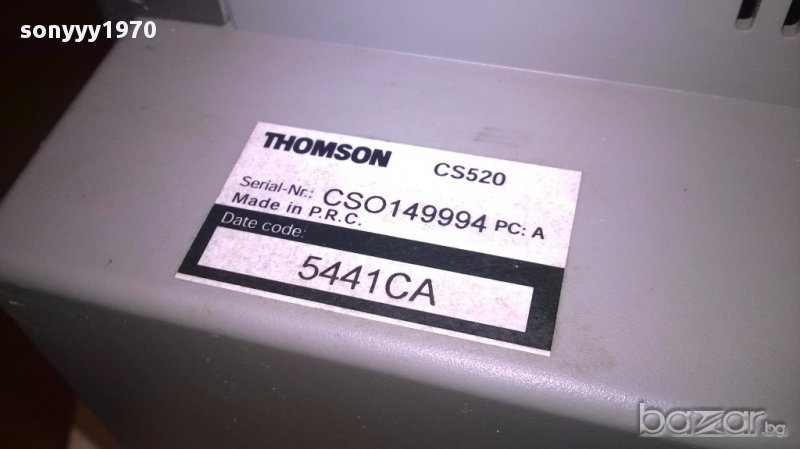 sonyyy1970
THOMSON CS520
Serial-Nr.: CSO149994 PC: A
Made in P.R.C.
Date code:
5441CA
bazar.bg